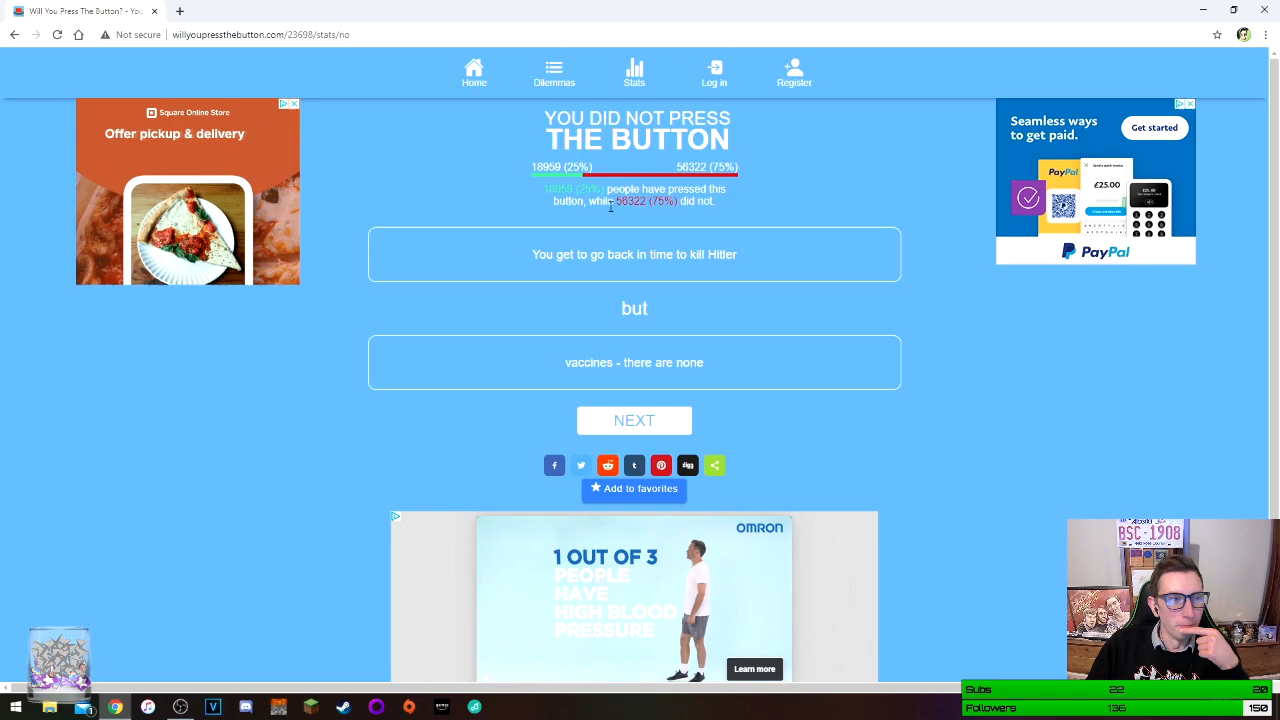 Will You Press The Button? - You
Not secure
willyoupressthebutton.com/23698/stats/no
Home
Dilemmas
Stats
Log in
Register
Square Online Store
Offer pickup & delivery
YOU DID NOT PRESS
THE BUTTON
18959 (25%)
56322 (75%)
18959 (25%) people have pressed this
button, while 56322 (75%) did not.
Seamless ways
to get paid.
Get started
PayPal
£25.00
PayPal
You get to go back in time to kill Hitler
but
vaccines - there are none
NEXT
f
t
digg
Add to favorites
OMRON
1 OUT OF 3
PEOPLE
HAVE
HIGH BLOOD
PRESSURE
Learn more
BSC-1908
Subs
22
20
Followers
136
150